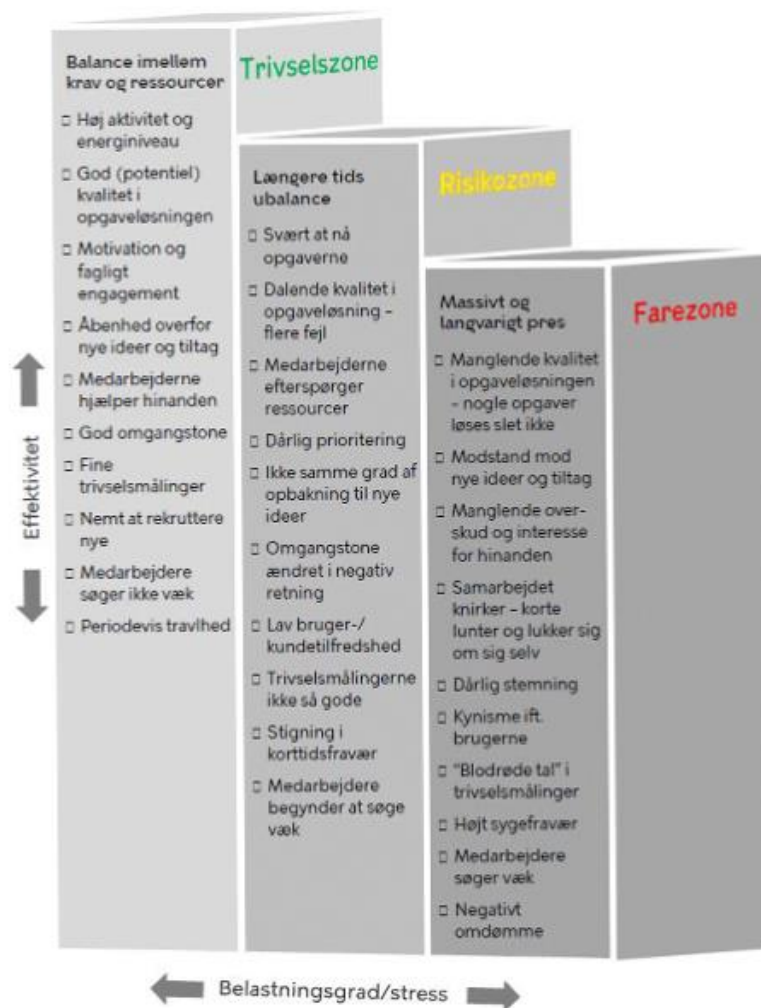 Balance imellem
krav og ressourcer
Trivselszone
□ Høj aktivitet og
energiniveau
□ God (potentiel)
kvalitet i
opgaveløsningen
□ Motivation og
fagligt
engagement
□ Åbenhed overfor
nye ideer og tiltag
□ Medarbejderne
hjælper hinanden
□ God omgangstone
□ Fine
trivselsmålinger
□ Nemt at rekruttere
nye
□ Medarbejdere
søger ikke væk
□ Periodevis travlhed
Længere tids
ubalance
Risikozone
□ Svært at nå
opgaverne
□ Dalende kvalitet i
opgaveløsning –
flere fejl
□ Medarbejderne
efterspørger
ressourcer
□ Dårlig prioritering
□ Ikke samme grad af
opbakning til nye
ideer
□ Omgangstone
ændret i negativ
retning
□ Lav bruger-/
kundetilfredshed
□ Trivselsmålingerne
ikke så gode
□ Stigning i
korttidsfravær
□ Medarbejdere
begynder at søge
væk
Massivt og
langvarigt pres
Farezone
□ Manglende kvalitet
i opgaveløsningen
– nogle opgaver
løses slet ikke
□ Modstand mod
nye ideer og tiltag
□ Manglende over-
skud og interesse
for hinanden
□ Samarbejdet
knirker – korte
lunter og lukker sig
om sig selv
□ Dårlig stemning
□ Kynisme ift.
brugerne
□ "Blodrøde tal" i
trivselsmålinger
□ Højt sygefravær
□ Medarbejdere
søger væk
□ Negativt
omdømme
Effektivitet
Belastningsgrad/stress